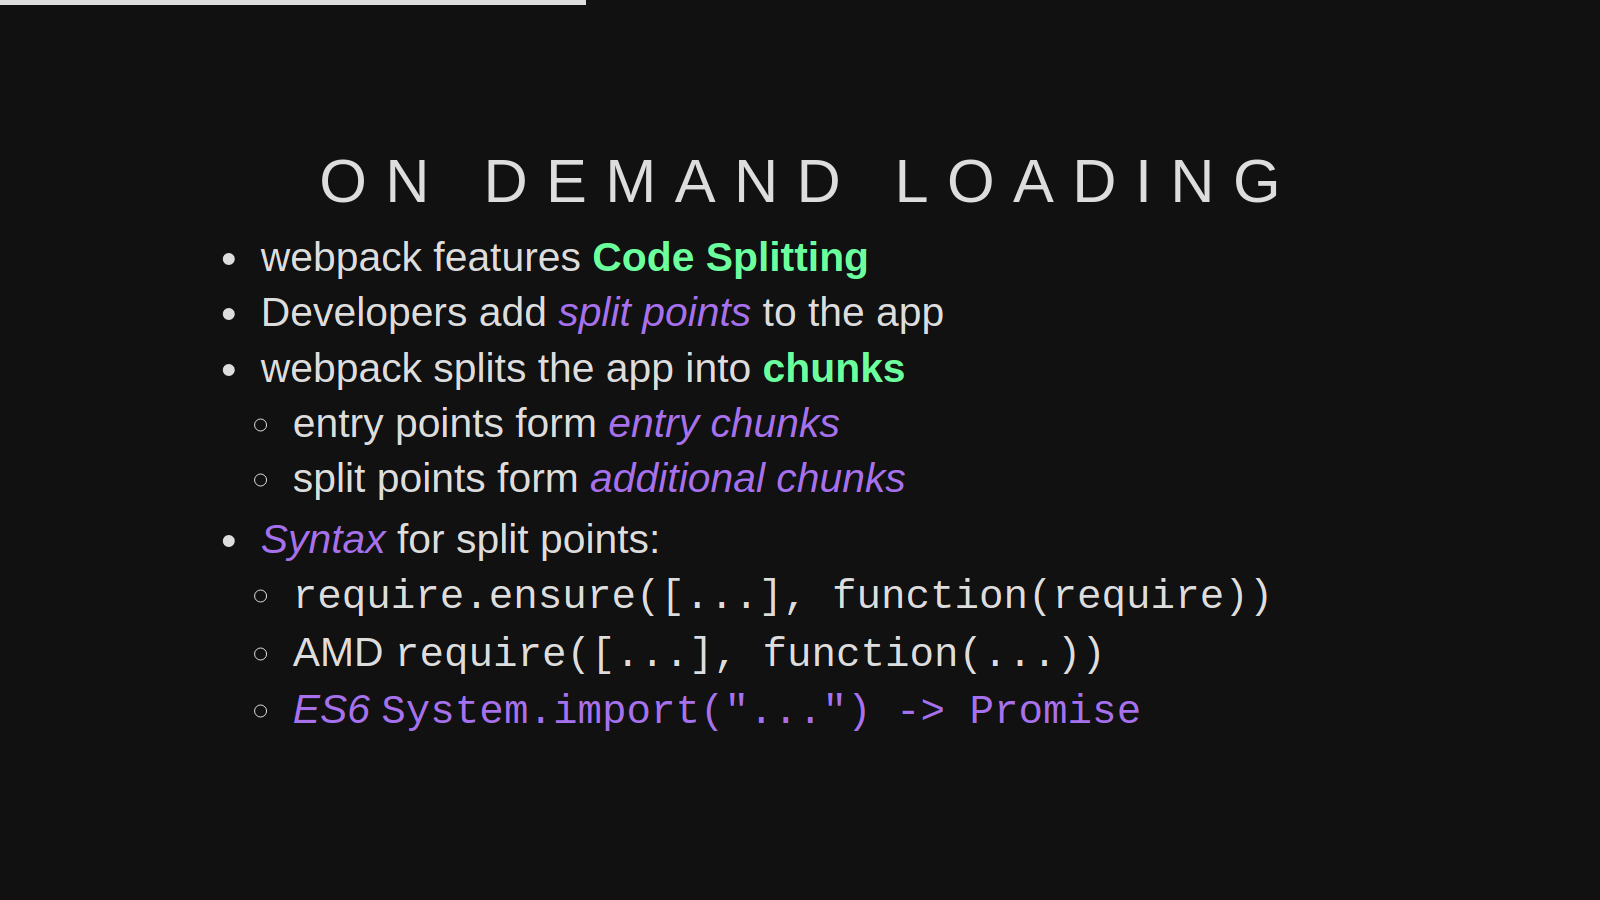 ON DEMAND LOADING
webpack features Code Splitting
Developers add split points to the app
webpack splits the app into chunks
entry points form entry chunks
split points form additional chunks
Syntax for split points:
require.ensure([...], function(require))
AMD require([...], function(...))
ES6 System.import("...") -> Promise